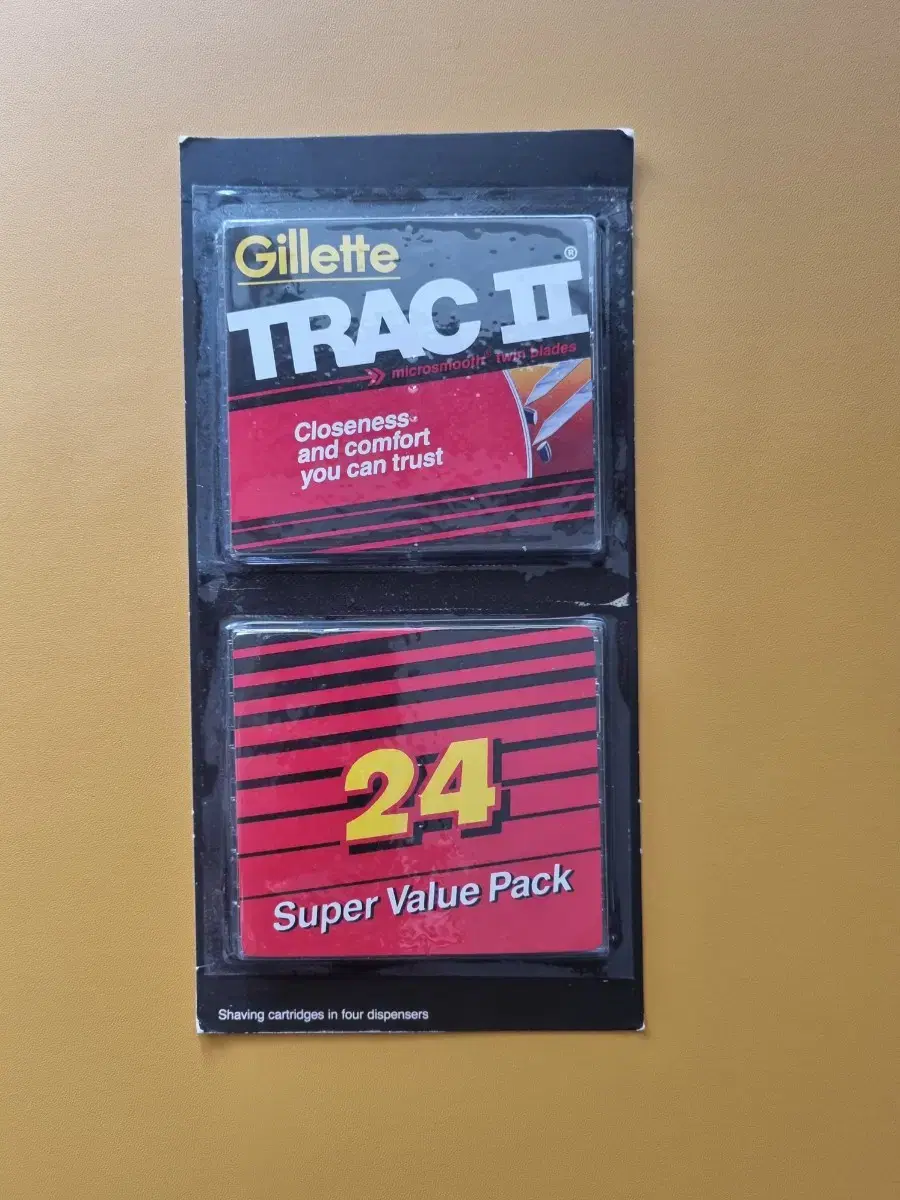 Gillette
®
TRAC II
microsmooth® twin blades
Closeness
and comfort
you can trust
24
Super Value Pack
Shaving cartridges in four dispensers